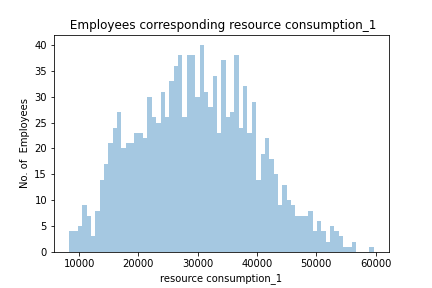 Employees corresponding resource consumption_1
No. of  Employees
40
35
30
25
20
15
10
5
0
10000 20000 30000 40000 50000 60000
resource consumption_1